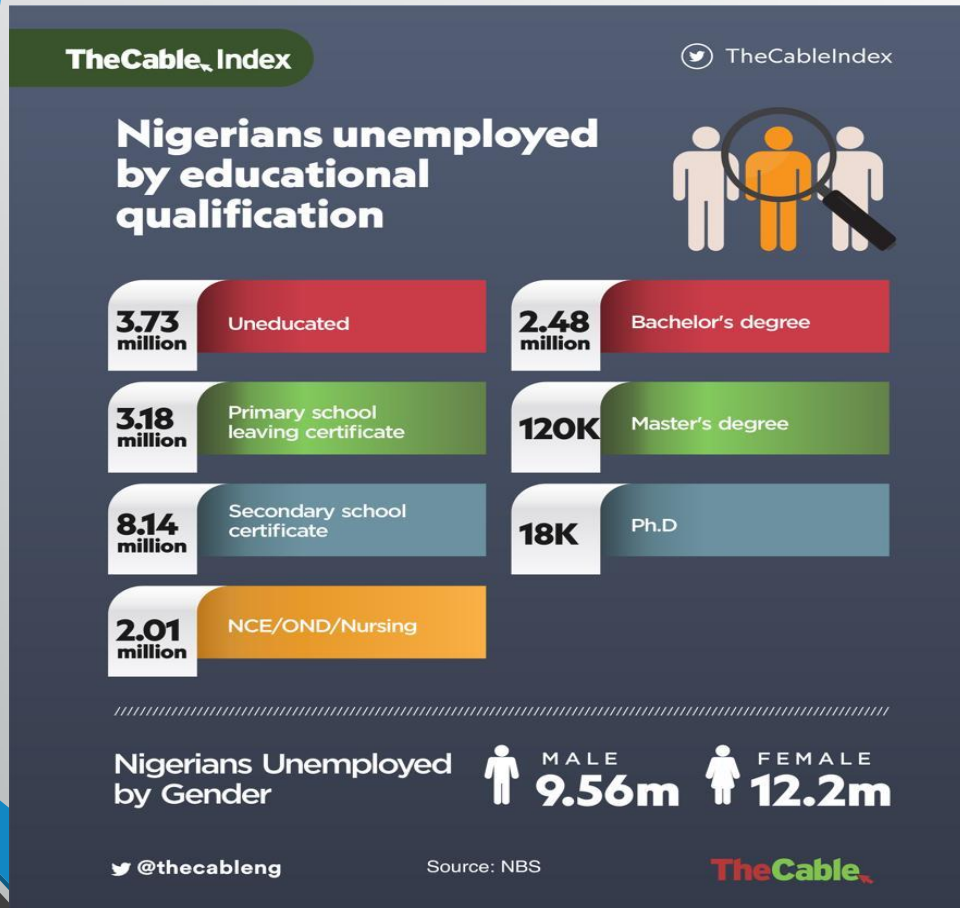 TheCable Index
TheCableIndex
Nigerians unemployed
by educational
qualification
3.73
million
Uneducated
2.48
million
Bachelor's degree
3.18
million
Primary school
leaving certificate
120K
Master's degree
8.14
million
Secondary school
certificate
18K
Ph.D
2.01
million
NCE/OND/Nursing
Nigerians Unemployed
by Gender
MALE
9.56m
FEMALE
12.2m
@thecableng
Source: NBS
TheCable